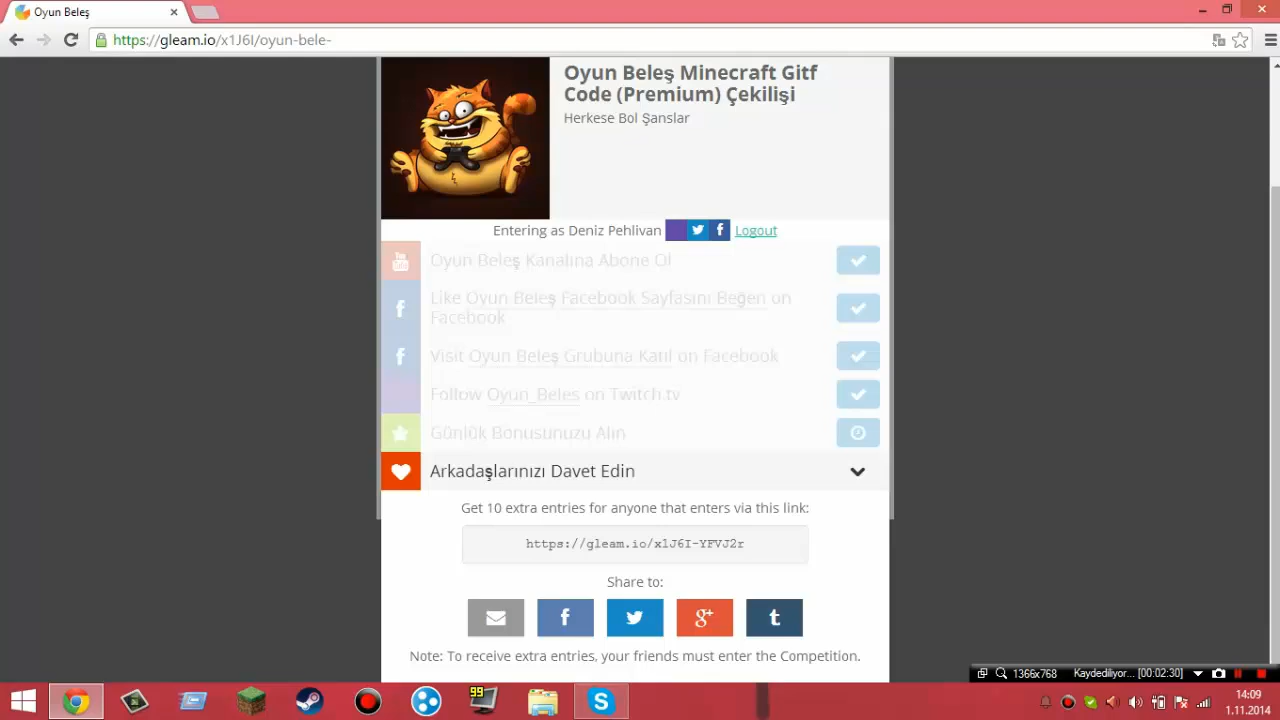 Oyun Beleş
https://gleam.io/x1J6I/oyun-bele-
Oyun Beleş Minecraft Gitf
Code (Premium) Çekilişi
Herkese Bol Şanslar
Entering as Deniz Pehlivan Logout
Oyun Beleş Kanalına Abone Ol
Like Oyun Beleş Facebook Sayfasını Beğen on
Facebook
Visit Oyun Beleş Grubuna Katıl on Facebook
Follow Oyun_Beles on Twitch.tv
Günlük Bonusunuzu Alın
Arkadaşlarınızı Davet Edin
Get 10 extra entries for anyone that enters via this link:
https://gleam.io/x1J6I-YFVJ2r
Share to:
Note: To receive extra entries, your friends must enter the Competition.
1366x768 Kaydediliyor... [00:02:30]
99
14:09
1.11.2014